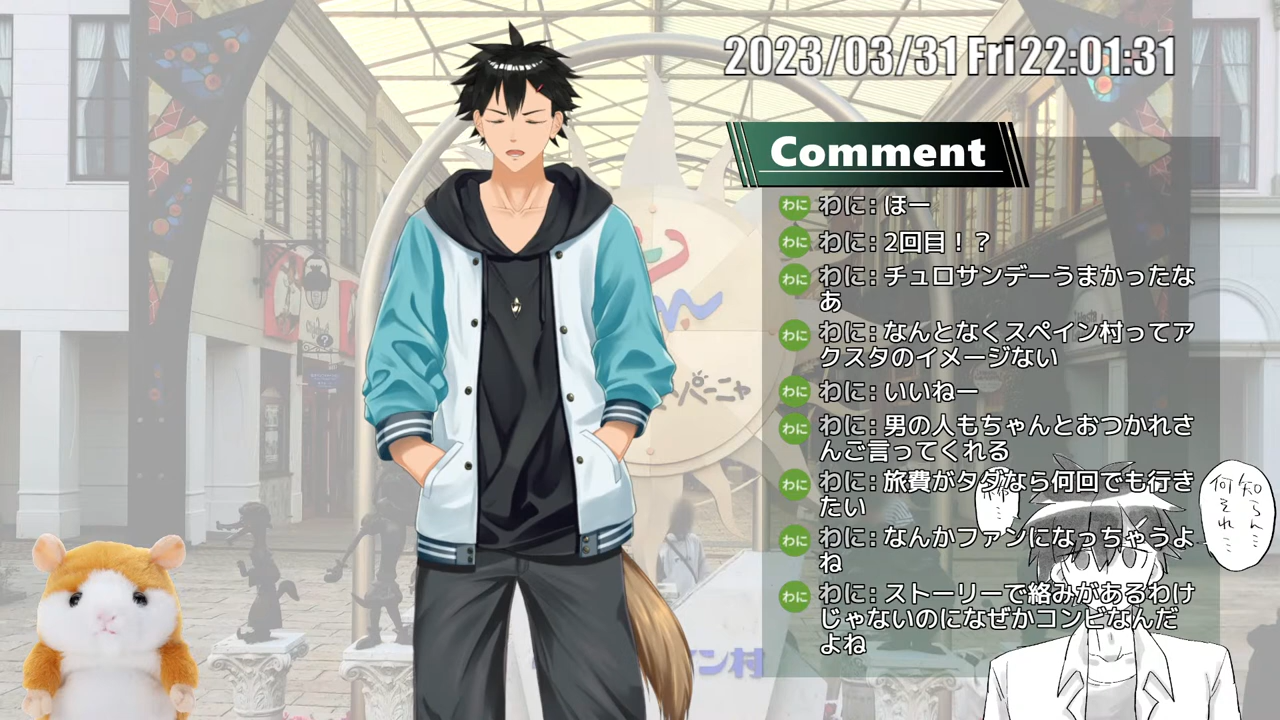 2023/03/31 Fri 22:01:31
Comment
わに わに: ほー
わに わに: 2回目！？
わに わに: チュロサンデーうまかったな
あ
わに わに: なんとなくスペイン村ってア
クスタのイメージない
わに わに: いいねー
わに わに: 男の人もちゃんとおつかれさ
んご言ってくれる
わに わに: 旅費がタダなら何回でも行き
たい
わに わに: なんかファンになっちゃうよ
ね
わに わに: ストーリーで絡みがあるわけ
じゃないのになぜかコンビなんだ
よね
知らん…
何それ…
パーニャ
ン村